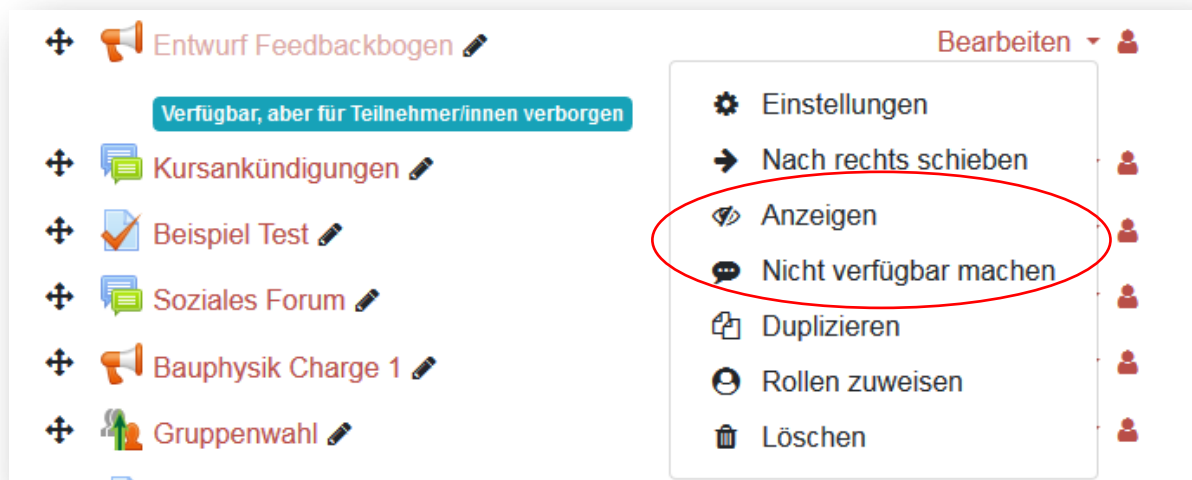 Entwurf Feedbackbogen
Bearbeiten
Verfügbar, aber für Teilnehmer/innen verborgen
Kursankündigungen
Beispiel Test
Soziales Forum
Bauphysik Charge 1
Gruppenwahl
Einstellungen
Nach rechts schieben
Anzeigen
Nicht verfügbar machen
Duplizieren
Rollen zuweisen
Löschen